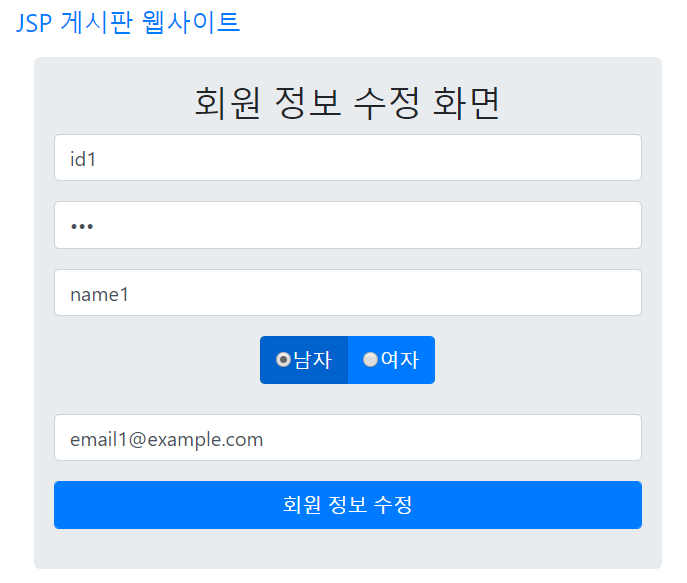 JSP 게시판 웹사이트
회원 정보 수정 화면
id1
•••
name1
남자 여자
email1@example.com
회원 정보 수정